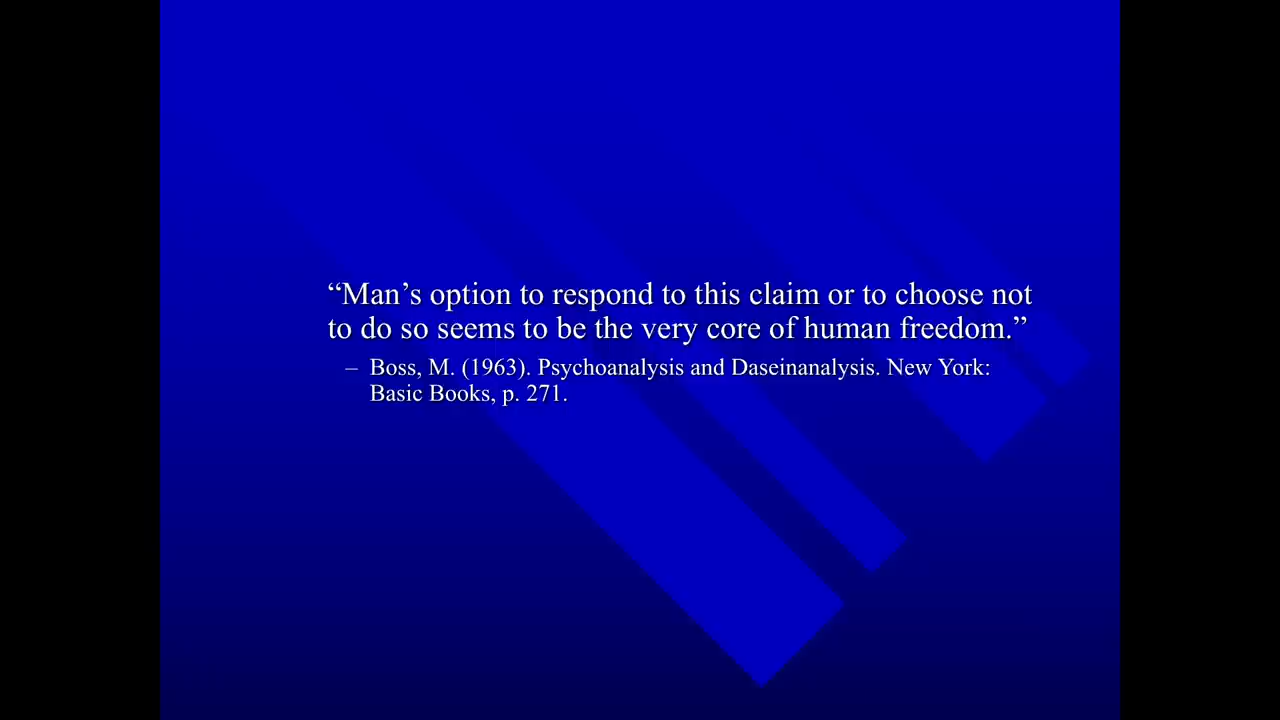 “Man’s option to respond to this claim or to choose not
to do so seems to be the very core of human freedom.”
– Boss, M. (1963). Psychoanalysis and Daseinanalysis. New York:
Basic Books, p. 271.